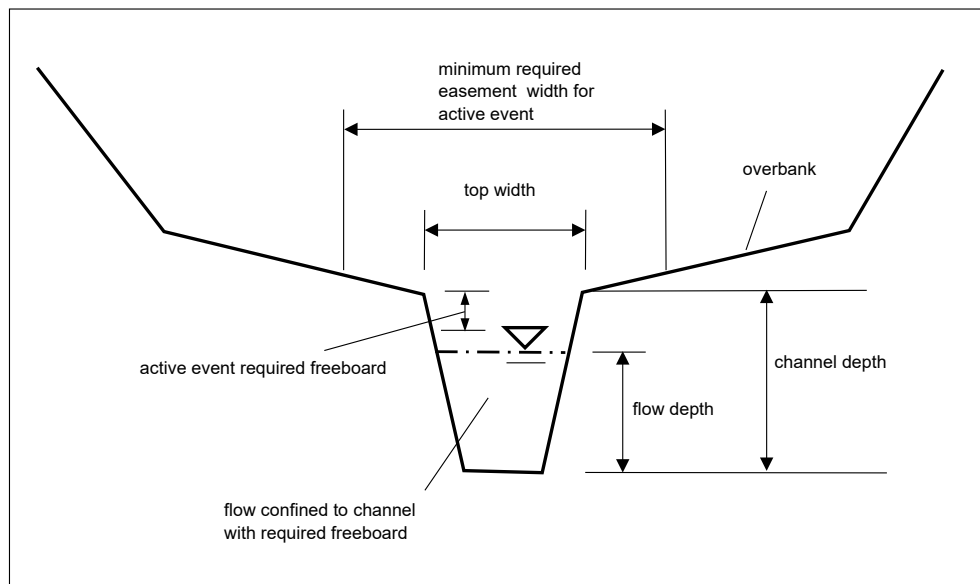 minimum required
easement width for
active event
top width
overbank
active event required freeboard
channel depth
flow depth
flow confined to channel
with required freeboard